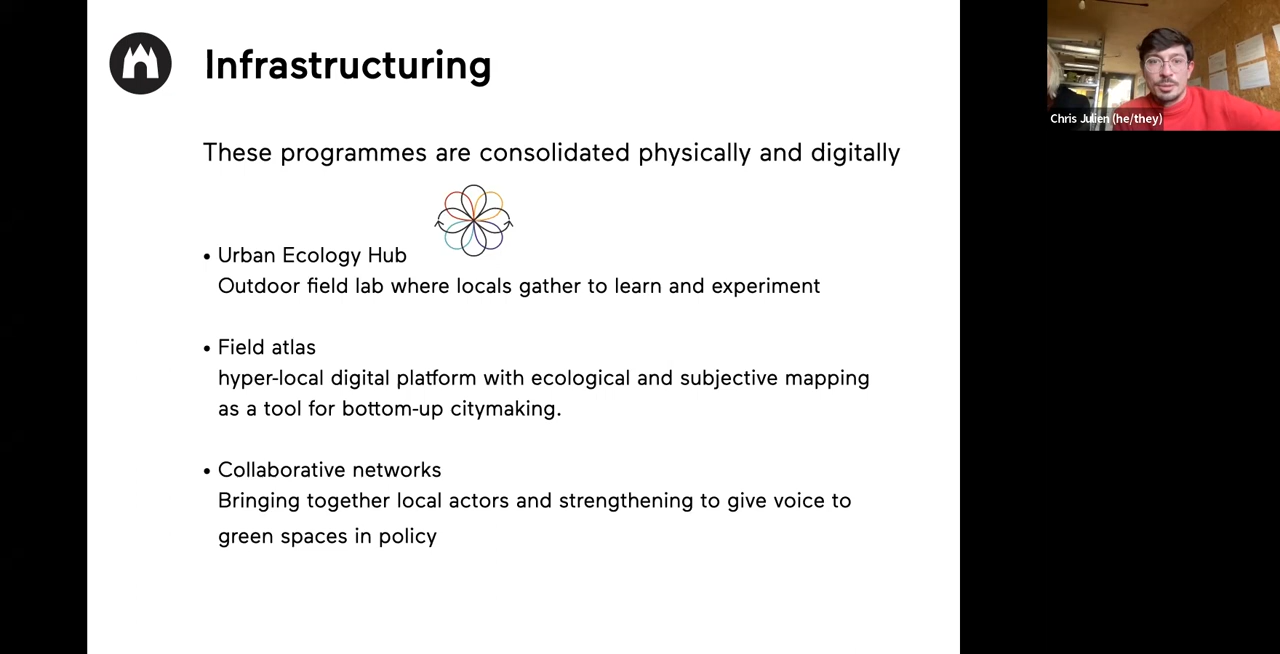 Infrastructuring
These programmes are consolidated physically and digitally
• Urban Ecology Hub
Outdoor field lab where locals gather to learn and experiment
• Field atlas
hyper-local digital platform with ecological and subjective mapping
as a tool for bottom-up citymaking.
• Collaborative networks
Bringing together local actors and strengthening to give voice to
green spaces in policy
Chris Julien (he/they)